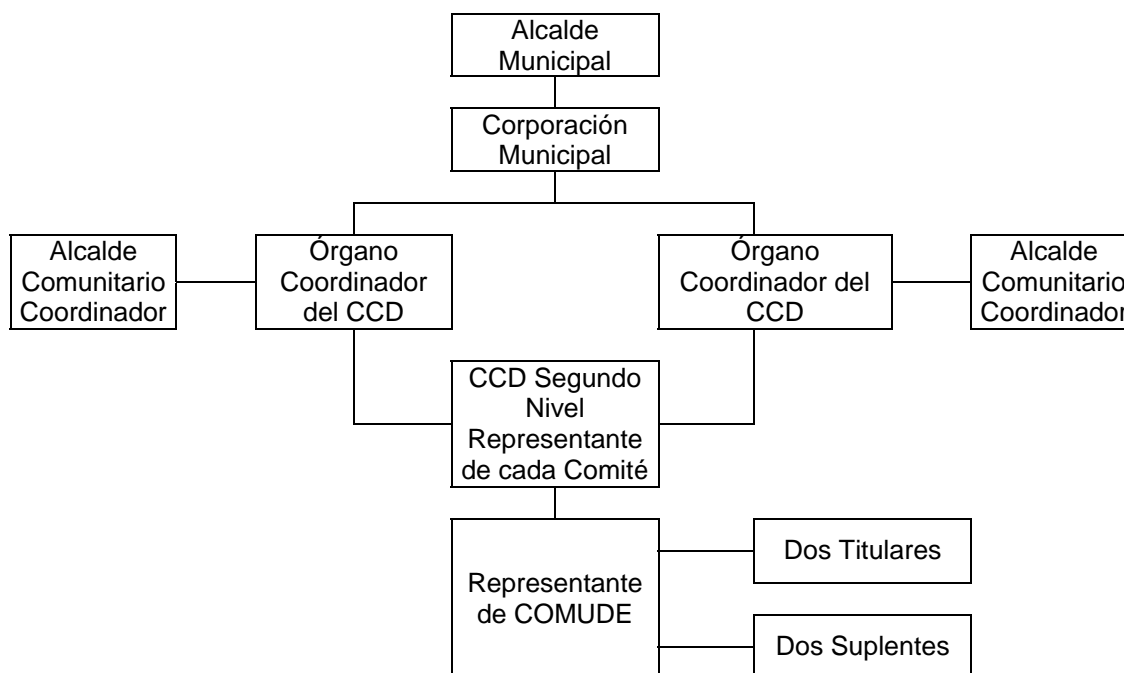 Alcalde
Municipal
Corporación
Municipal
Alcalde
Comunitario
Coordinador
Órgano
Coordinador
del CCD
Órgano
Coordinador del
CCD
Alcalde
Comunitario
Coordinador
CCD Segundo
Nivel
Representante
de cada Comité
Representante
de COMUDE
Dos Titulares
Dos Suplentes